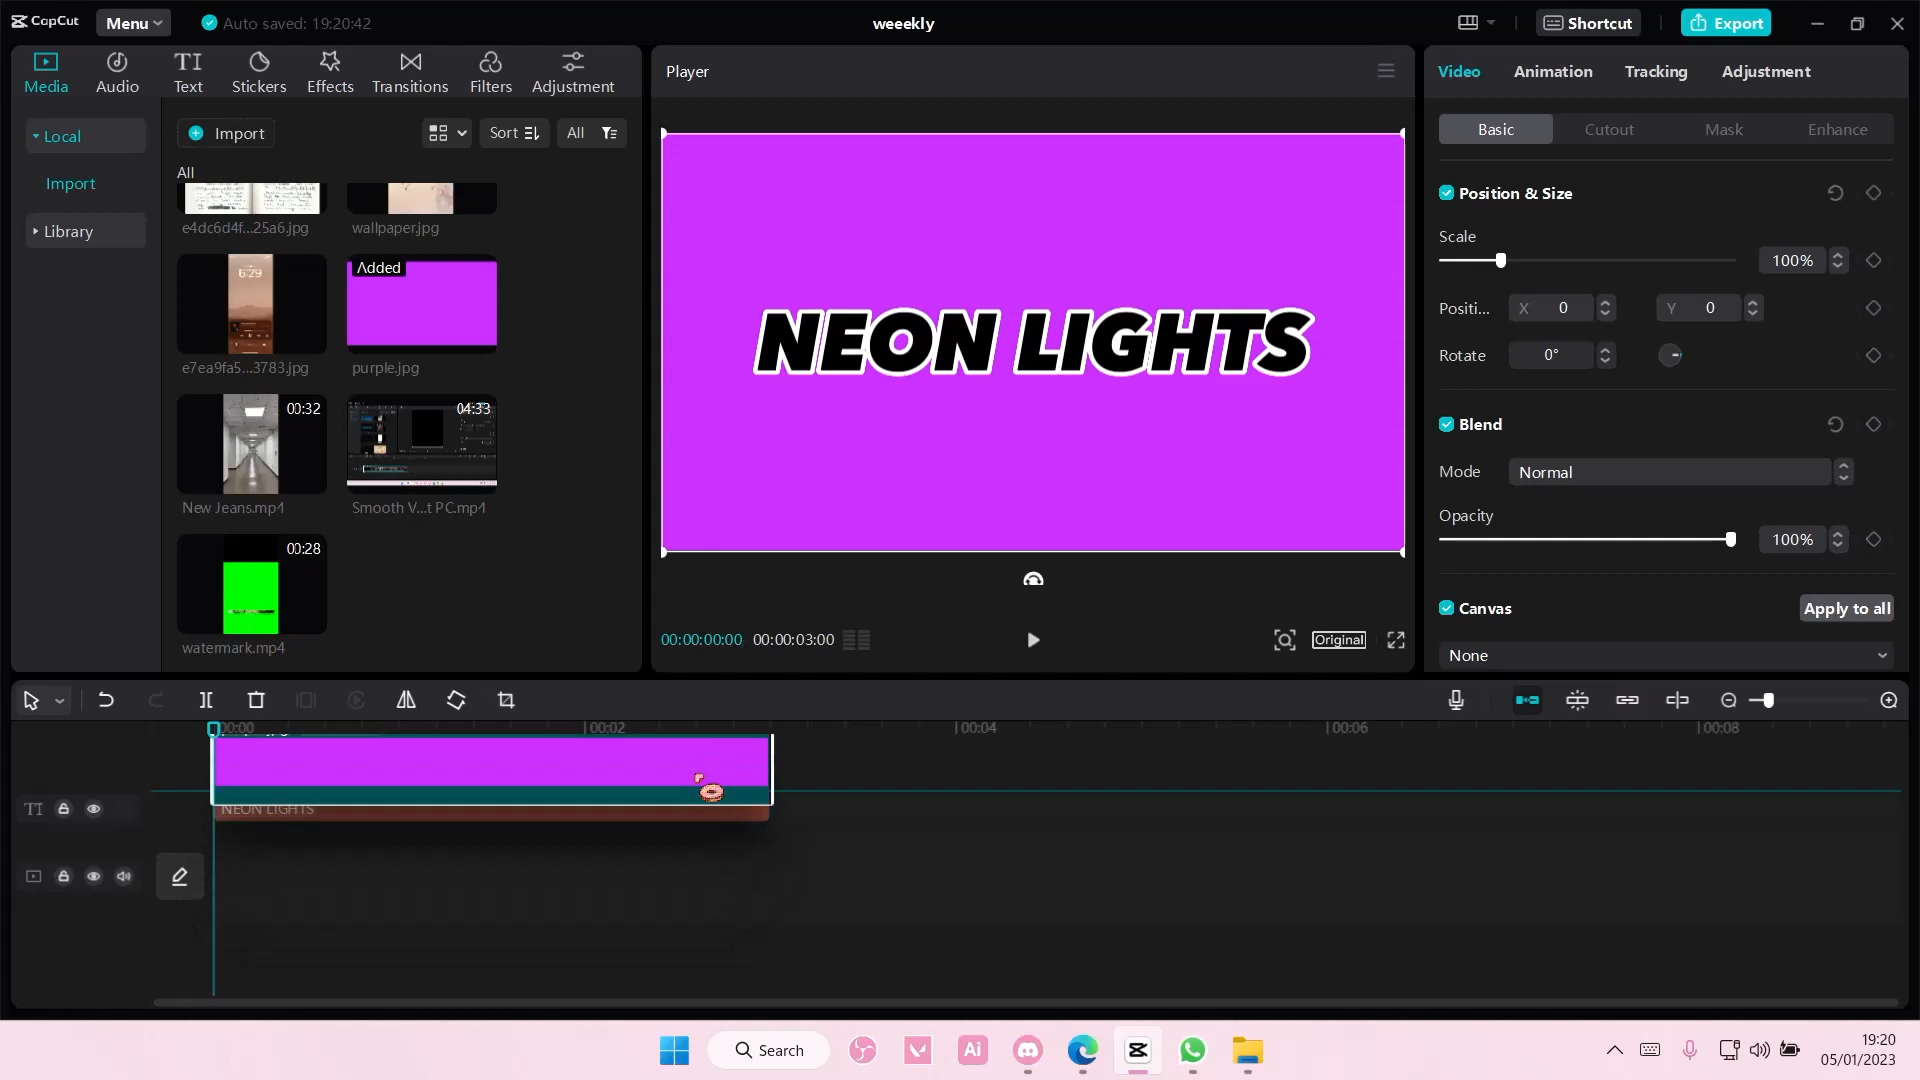 CapCut
Menu
Auto saved: 19:20:42
weeekly
Shortcut
Export
Media
Audio
Text
Stickers
Effects
Transitions
Filters
Adjustment
Local
Import
Library
Import
Sort
All
All
e4dc6d4f...25a6.jpg
wallpaper.jpg
6:29
Added
e7ea9fa5...3783.jpg
purple.jpg
00:32
04:33
New Jeans.mp4
Smooth V...t PC.mp4
00:28
watermark.mp4
Player
NEON LIGHTS
00:00:00:00
00:00:03:00
Original
Video
Animation
Tracking
Adjustment
Basic
Cutout
Mask
Enhance
Position & Size
Scale
100%
Positi...
X 0
Y 0
Rotate
0°
Blend
Mode
Normal
Opacity
100%
Canvas
Apply to all
None
00:00
00:02
00:04
00:06
00:08
TI
NEON LIGHTS
Search
Ai
19:20
05/01/2023